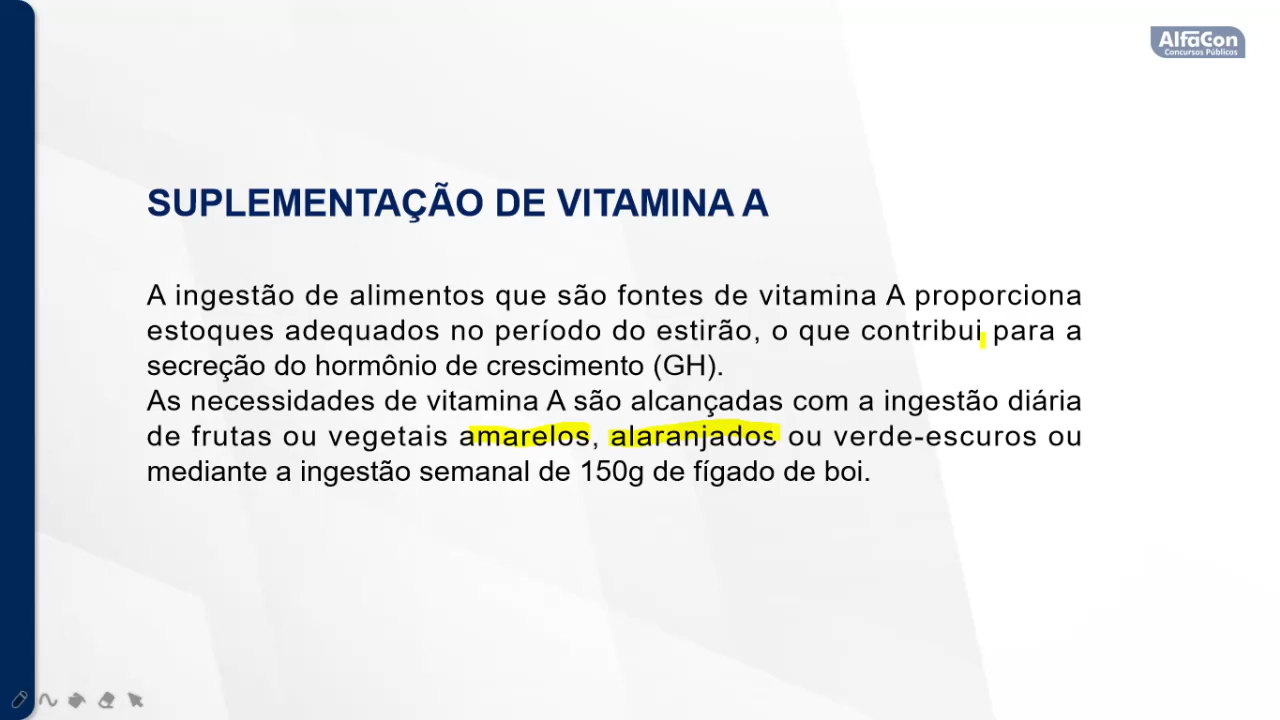 AlfaCon
Concursos Públicos
SUPLEMENTAÇÃO DE VITAMINA A
A ingestão de alimentos que são fontes de vitamina A proporciona
estoques adequados no período do estirão, o que contribui para a
secreção do hormônio de crescimento (GH).
As necessidades de vitamina A são alcançadas com a ingestão diária
de frutas ou vegetais amarelos, alaranjados ou verde-escuros ou
mediante a ingestão semanal de 150g de fígado de boi.